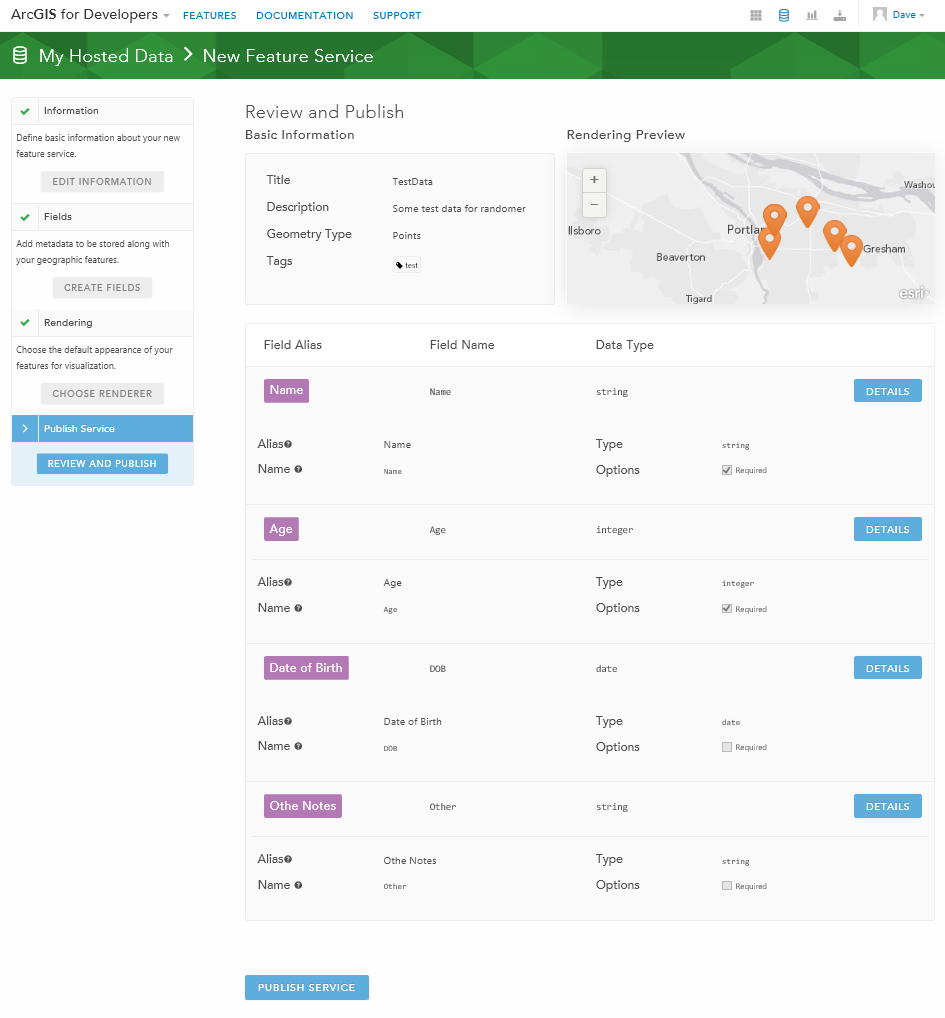 ArcGIS for Developers FEATURES DOCUMENTATION SUPPORT Dave
My Hosted Data New Feature Service
Information
Define basic information about your new
feature service.
EDIT INFORMATION
Fields
Add metadata to be stored along with
your geographic features.
CREATE FIELDS
Rendering
Choose the default appearance of your
features for visualization.
CHOOSE RENDERER
Publish Service
REVIEW AND PUBLISH
Review and Publish
Basic Information
Title TestData
Description Some test data for randomer
Geometry Type Points
Tags test
Rendering Preview
+
−
Washou
llsboro
Portlar
Beaverton
Gresham
Tigard
esri
Field Alias Field Name Data Type
Name Name string DETAILS
Alias Name Type string
Name Name Options Required
Age Age integer DETAILS
Alias Age Type integer
Name Age Options Required
Date of Birth DOB date DETAILS
Alias Date of Birth Type date
Name DOB Options Required
Othe Notes Other string DETAILS
Alias Othe Notes Type string
Name Other Options Required
PUBLISH SERVICE